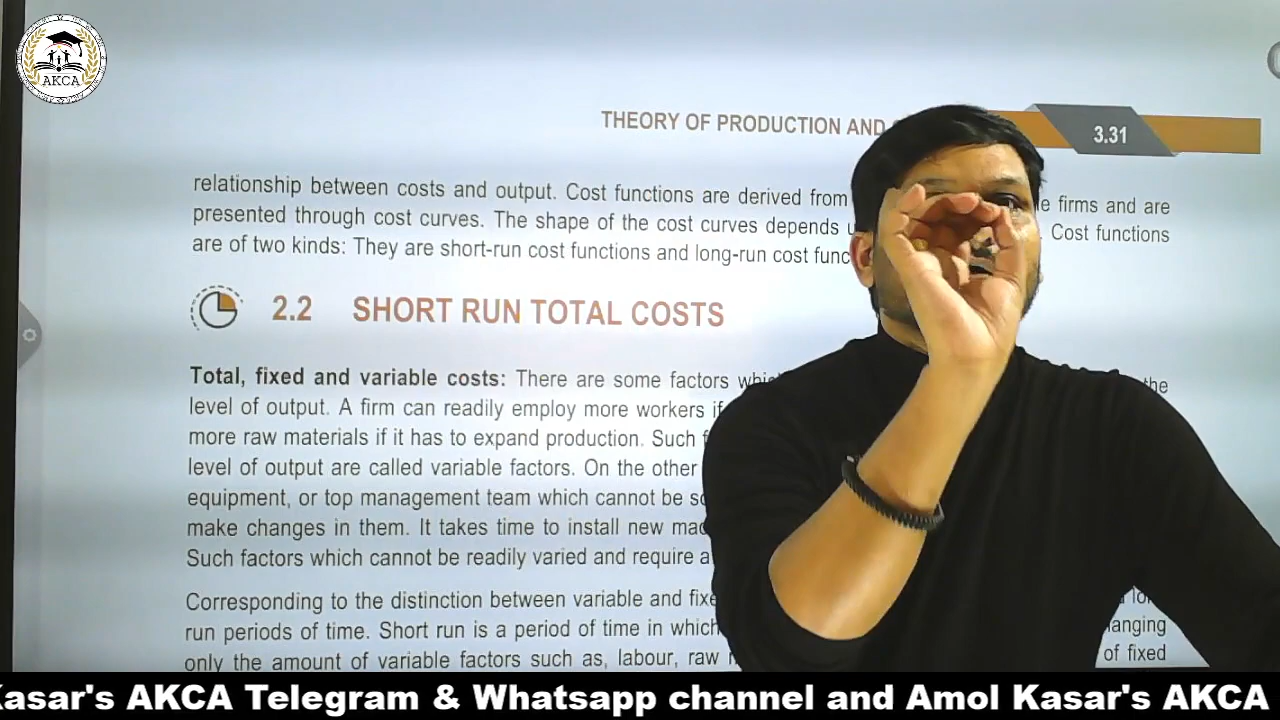 AKCA
THEORY OF PRODUCTION AND
3.31
relationship between costs and output. Cost functions are derived from firms and are
presented through cost curves. The shape of the cost curves depends Cost functions
are of two kinds: They are short-run cost functions and long-run cost
2.2 SHORT RUN TOTAL COSTS
Total, fixed and variable costs: There are some factors the
level of output. A firm can readily employ more workers if
more raw materials if it has to expand production. Such
level of output are called variable factors. On the other
equipment, or top management team which cannot be
make changes in them. It takes time to install new
Such factors which cannot be readily varied and require a
Corresponding to the distinction between variable and
run periods of time. Short run is a period of time in which
only the amount of variable factors such as, labour, raw of fixed
Kasar's AKCA Telegram & Whatsapp channel and Amol Kasar's AKCA